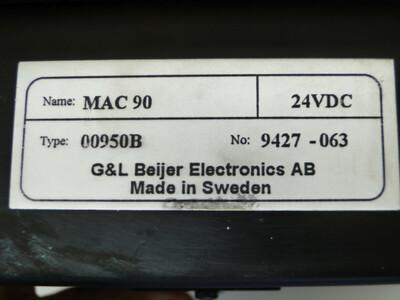 Name: MAC 90 24VDC
Type: 00950B No: 9427 - 063
G&L Beijer Electronics AB
Made in Sweden